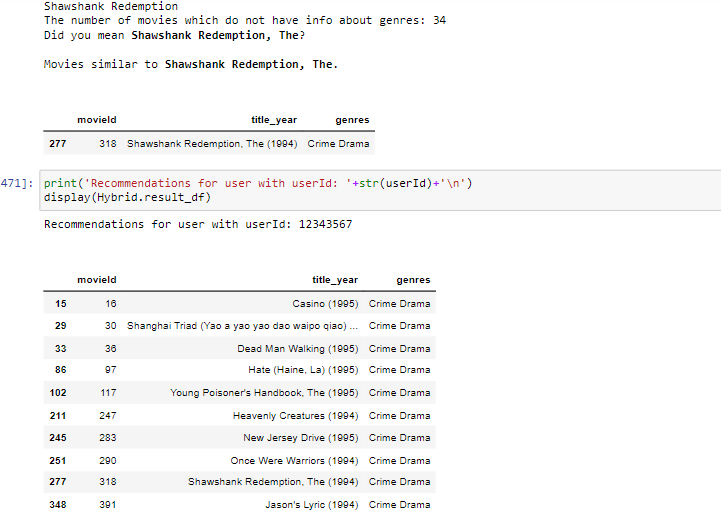 Shawshank Redemption
The number of movies which do not have info about genres: 34
Did you mean Shawshank Redemption, The?
Movies similar to Shawshank Redemption, The.
movieId title_year genres
277 318 Shawshank Redemption, The (1994) Crime Drama
471]: print('Recommendations for user with userId: '+str(userId)+'\n')
display(Hybrid.result_df)
Recommendations for user with userId: 12343567
movieId title_year genres
15 16 Casino (1995) Crime Drama
29 30 Shanghai Triad (Yao a yao yao dao waipo qiao) ... Crime Drama
33 36 Dead Man Walking (1995) Crime Drama
86 97 Hate (Haine, La) (1995) Crime Drama
102 117 Young Poisoner's Handbook, The (1995) Crime Drama
211 247 Heavenly Creatures (1994) Crime Drama
245 283 New Jersey Drive (1995) Crime Drama
251 290 Once Were Warriors (1994) Crime Drama
277 318 Shawshank Redemption, The (1994) Crime Drama
348 391 Jason's Lyric (1994) Crime Drama